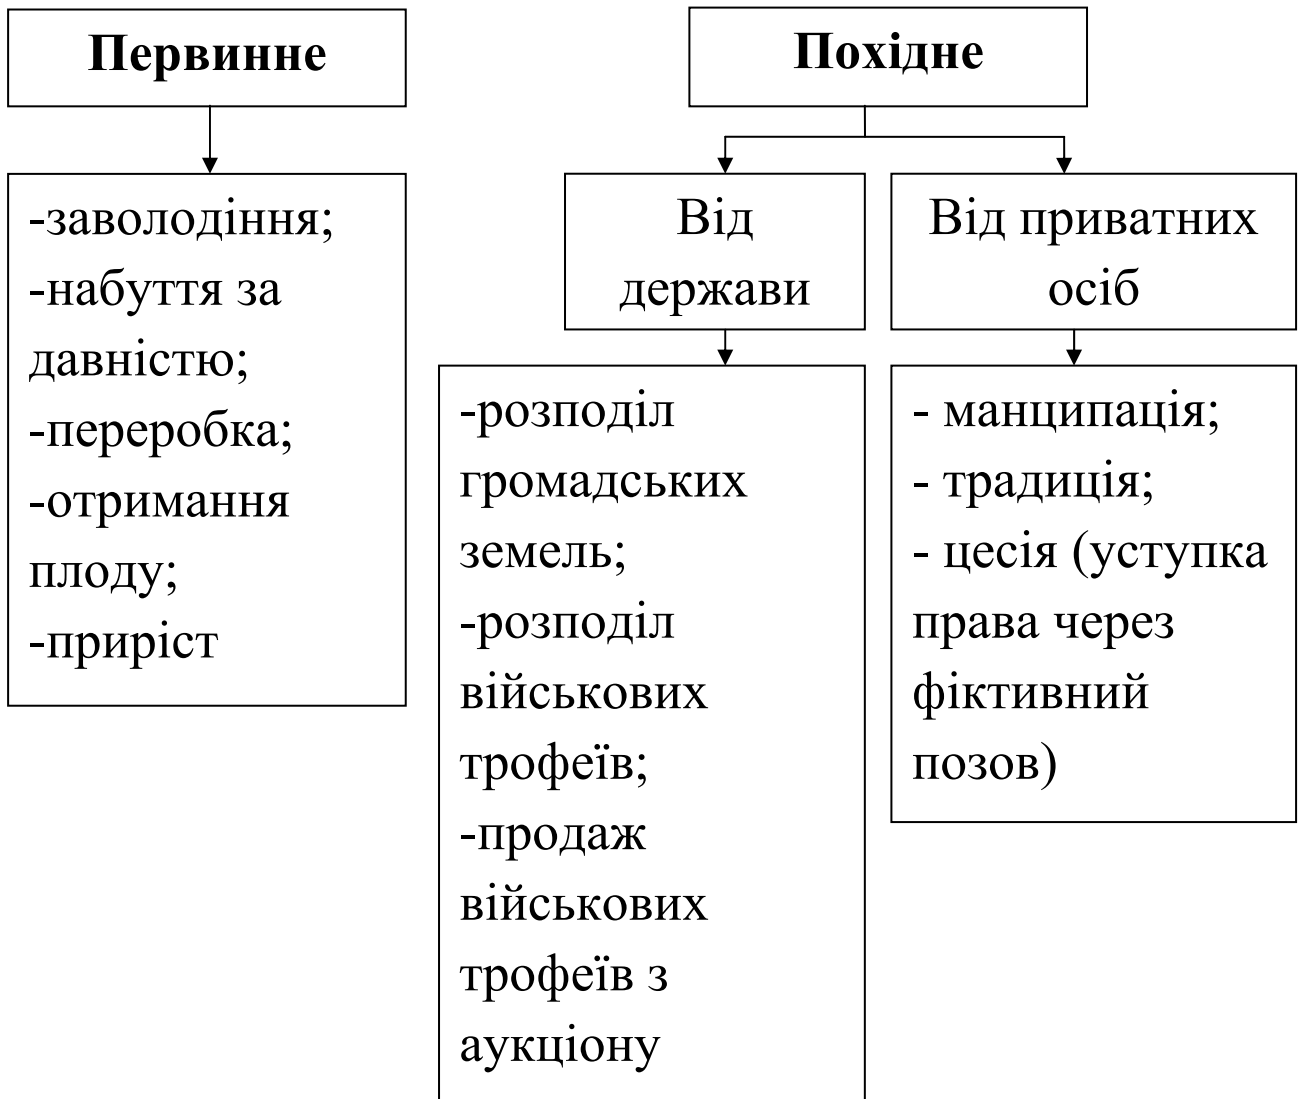 Первинне
-заволодіння;
-набуття за
давністю;
-переробка;
-отримання
плоду;
-приріст
Похідне
Від
держави
-розподіл
громадських
земель;
-розподіл
військових
трофеїв;
-продаж
військових
трофеїв з
аукціону
Від приватних
осіб
- манципація;
- традиція;
- цесія (уступка
права через
фіктивний
позов)